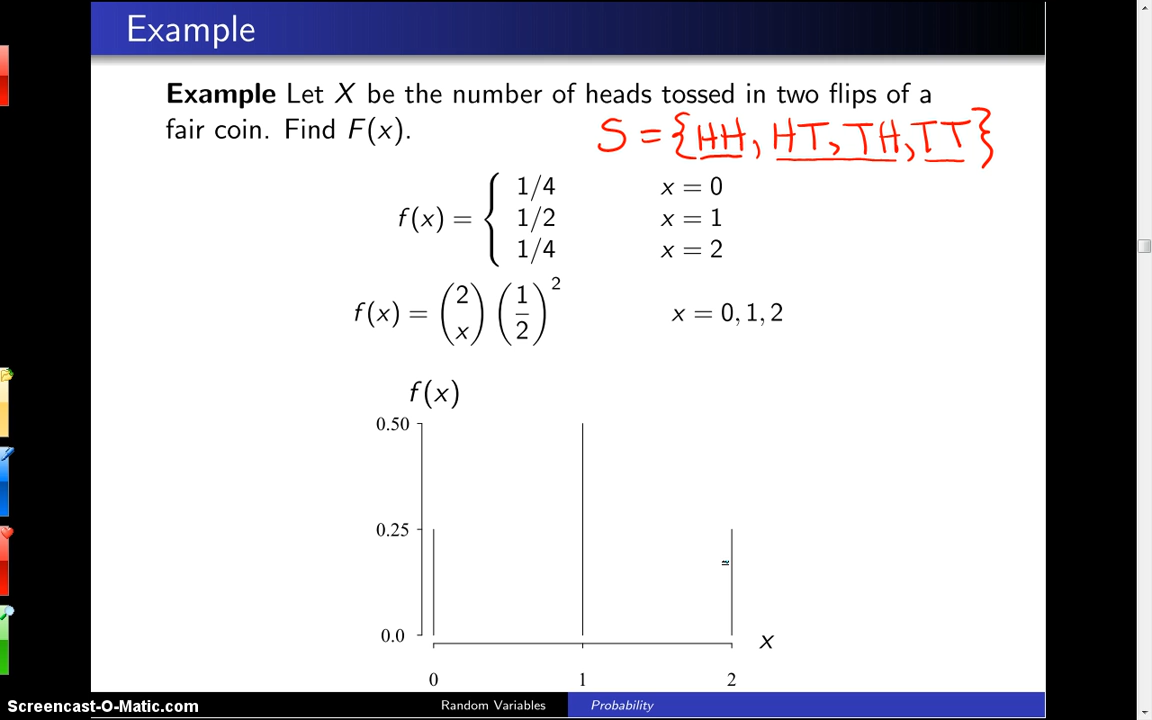 Example
Example Let X be the number of heads tossed in two flips of a
fair coin. Find F(x).
S = {HH, HT, TH, TT}
f(x) = { 1/4 x = 0
1/2 x = 1
1/4 x = 2
f(x) = (2 x) (1/2)^2 x = 0, 1, 2
f(x)
0.50
0.25
0.0
x
0 1 2
Random Variables Probability
Screencast-O-Matic.com